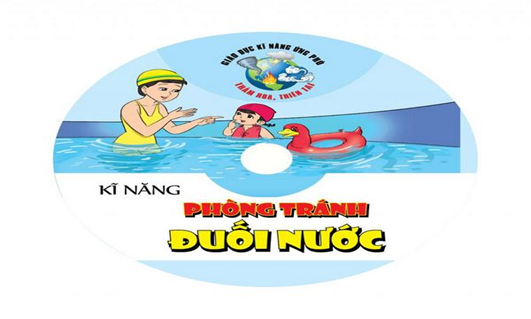 GIÁO DỤC KĨ NĂNG ỨNG PHÓ
THẢM HỌA, THIÊN TAI
KĨ NĂNG
PHÒNG TRÁNH
ĐUỐI NƯỚC